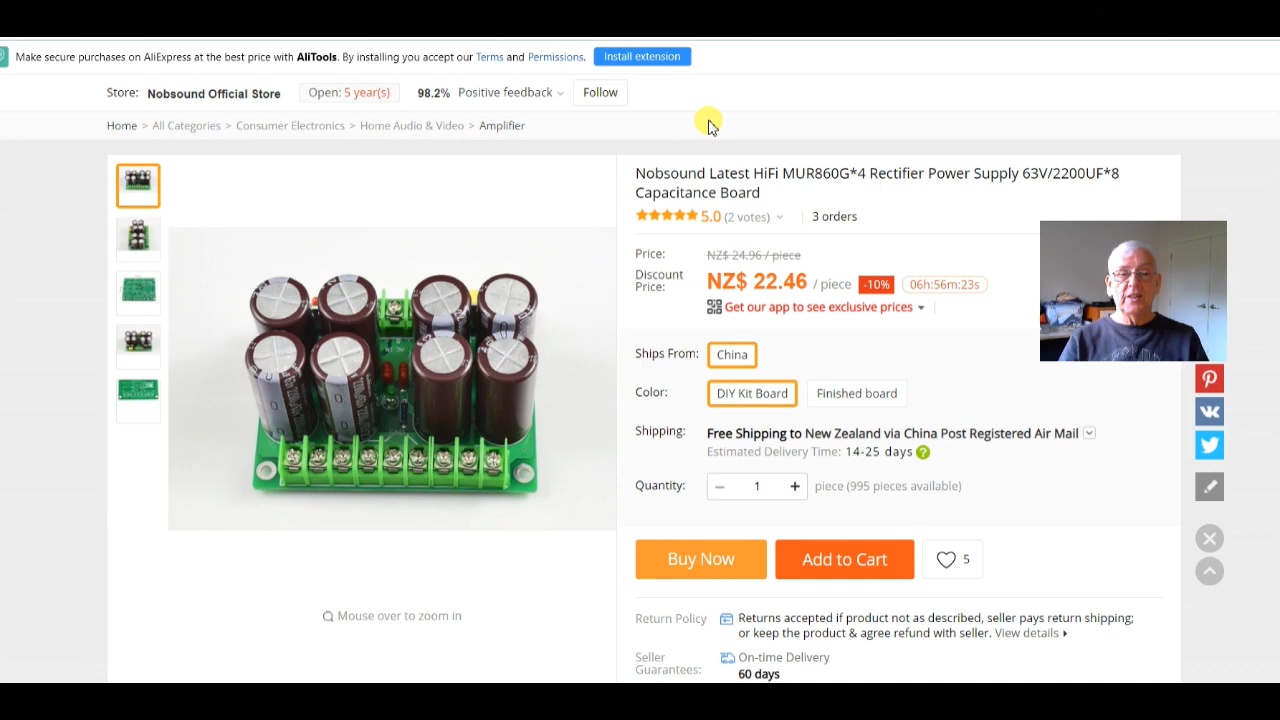 Make secure purchases on AliExpress at the best price with AliTools. By installing you accept our Terms and Permissions. Install extension
Store: Nobsound Official Store Open: 5 year(s) 98.2% Positive feedback Follow
Home > All Categories > Consumer Electronics > Home Audio & Video > Amplifier
Nobsound Latest HiFi MUR860G*4 Rectifier Power Supply 63V/2200UF*8
Capacitance Board
5.0 (2 votes) 3 orders
Price: NZ$ 24.96 / piece
Discount
Price: NZ$ 22.46 / piece -10% 06h:56m:23s
Get our app to see exclusive prices
Ships From: China
Color: DIY Kit Board Finished board
Shipping: Free Shipping to New Zealand via China Post Registered Air Mail
Estimated Delivery Time: 14-25 days ?
Quantity: − 1 + piece (995 pieces available)
Buy Now Add to Cart 5
Mouse over to zoom in
Return Policy Returns accepted if product not as described, seller pays return shipping;
or keep the product & agree refund with seller. View details
Seller
Guarantees: On-time Delivery
60 days